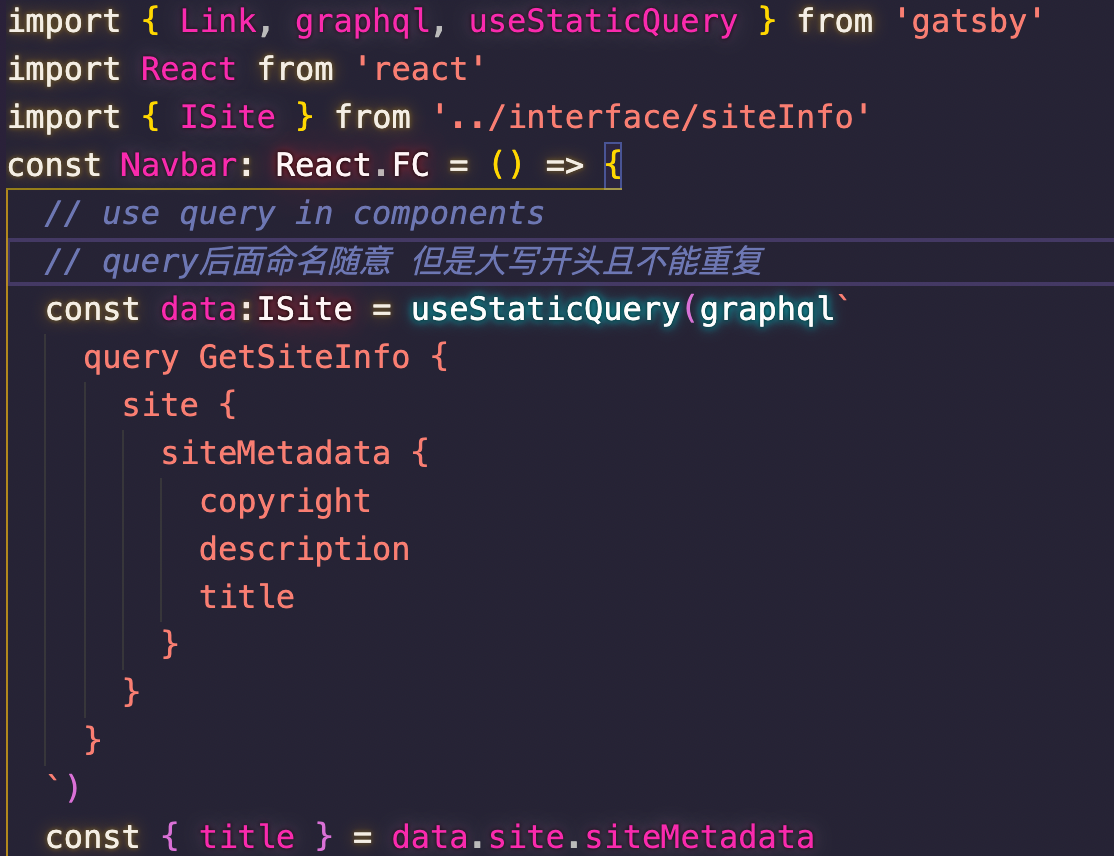 import { Link, graphql, useStaticQuery } from 'gatsby'
import React from 'react'
import { ISite } from '../interface/siteInfo'
const Navbar: React.FC = () => {
  // use query in components
  // query后面命名随意 但是大写开头且不能重复
  const data:ISite = useStaticQuery(graphql`
    query GetSiteInfo {
      site {
        siteMetadata {
          copyright
          description
          title
        }
      }
    }
  `)
  const { title } = data.site.siteMetadata